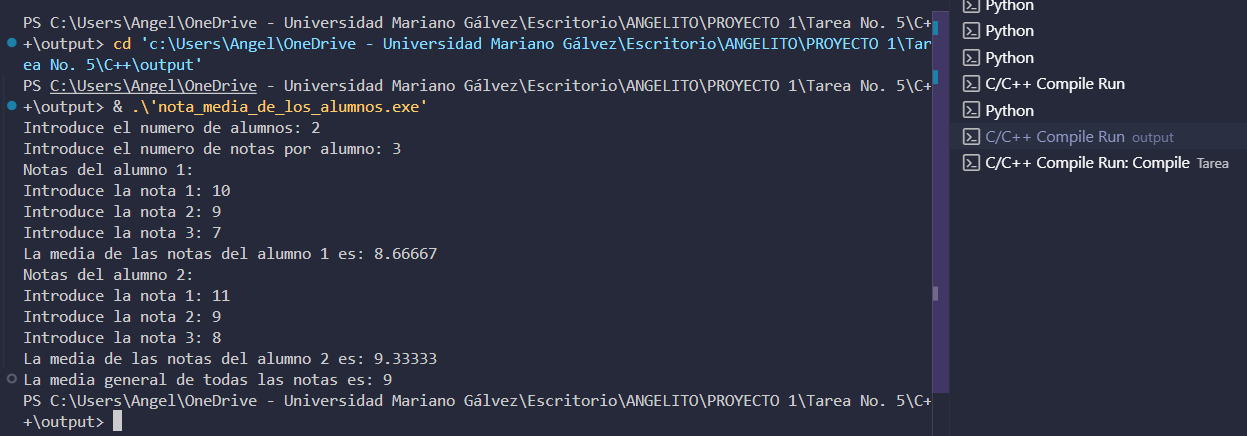 PS C:\Users\Angel\OneDrive - Universidad Mariano Gálvez\Escritorio\ANGELITO\PROYECTO 1\Tarea No. 5\C+
+\output> cd 'c:\Users\Angel\OneDrive - Universidad Mariano Gálvez\Escritorio\ANGELITO\PROYECTO 1\Tar
ea No. 5\C++\output'
PS C:\Users\Angel\OneDrive - Universidad Mariano Gálvez\Escritorio\ANGELITO\PROYECTO 1\Tarea No. 5\C+
+\output> & .\'nota_media_de_los_alumnos.exe'
Introduce el numero de alumnos: 2
Introduce el numero de notas por alumno: 3
Notas del alumno 1:
Introduce la nota 1: 10
Introduce la nota 2: 9
Introduce la nota 3: 7
La media de las notas del alumno 1 es: 8.66667
Notas del alumno 2:
Introduce la nota 1: 11
Introduce la nota 2: 9
Introduce la nota 3: 8
La media de las notas del alumno 2 es: 9.33333
La media general de todas las notas es: 9
PS C:\Users\Angel\OneDrive - Universidad Mariano Gálvez\Escritorio\ANGELITO\PROYECTO 1\Tarea No. 5\C+
+\output>
Python
Python
Python
C/C++ Compile Run
Python
C/C++ Compile Run output
C/C++ Compile Run: Compile Tarea